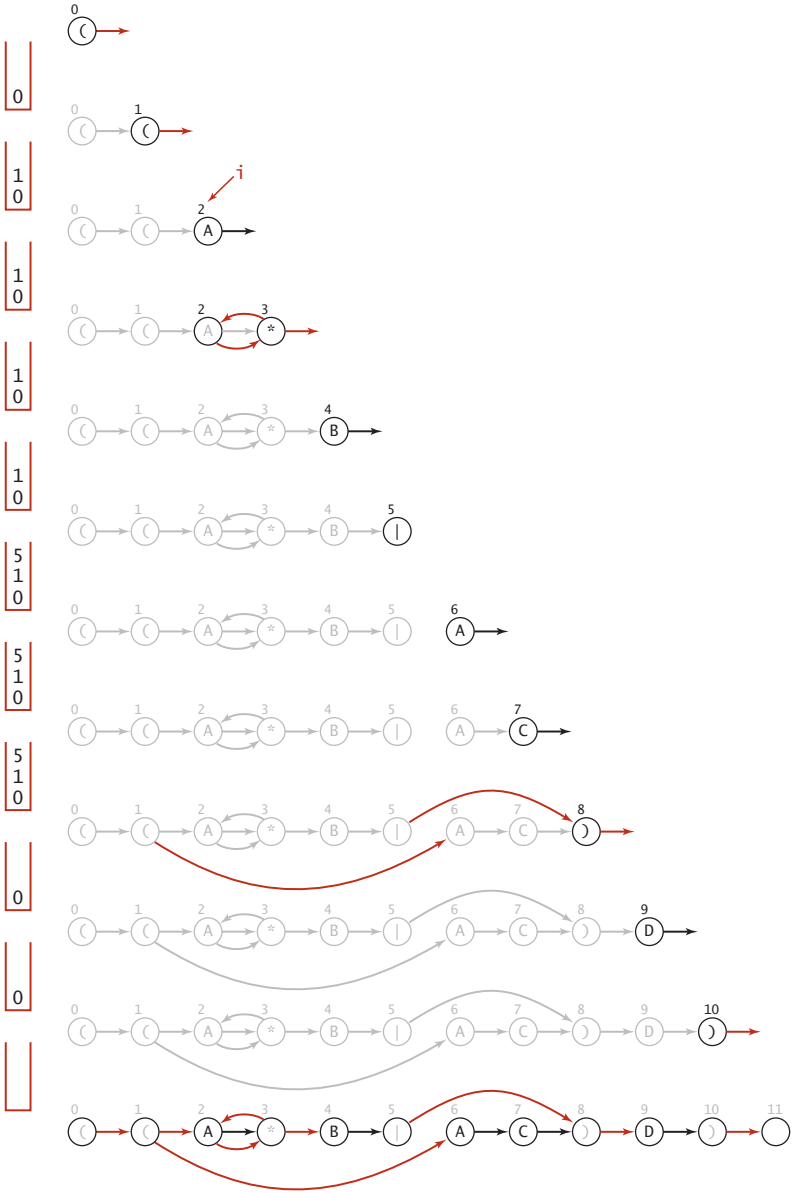 0
(
0
0 1
( (
1
0
i
0 1 2
( ( A
1
0
0 1 2 3
( ( A *
1
0
0 1 2 3 4
( ( A * B
1
0
0 1 2 3 4 5
( ( A * B |
5
1
0
0 1 2 3 4 5 6
( ( A * B | A
5
1
0
0 1 2 3 4 5 6 7
( ( A * B | A C
5
1
0
0 1 2 3 4 5 6 7 8
( ( A * B | A C )
0
0 1 2 3 4 5 6 7 8 9
( ( A * B | A C ) D
0
0 1 2 3 4 5 6 7 8 9 10
( ( A * B | A C ) D )
0 1 2 3 4 5 6 7 8 9 10 11
( ( A * B | A C ) D )